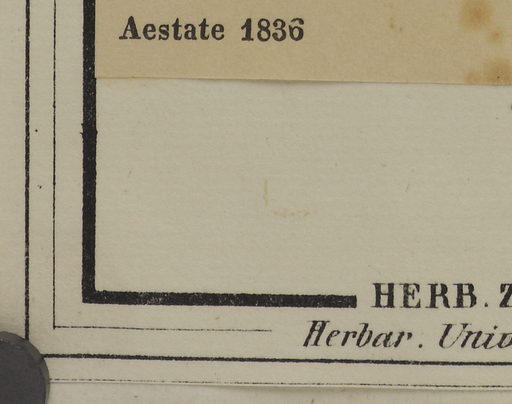 Aestate 1836
HERB.
Herbar. Univ